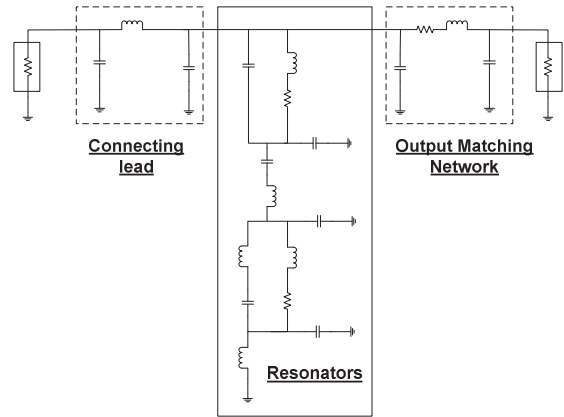 Connecting
lead
Output Matching
Network
Resonators